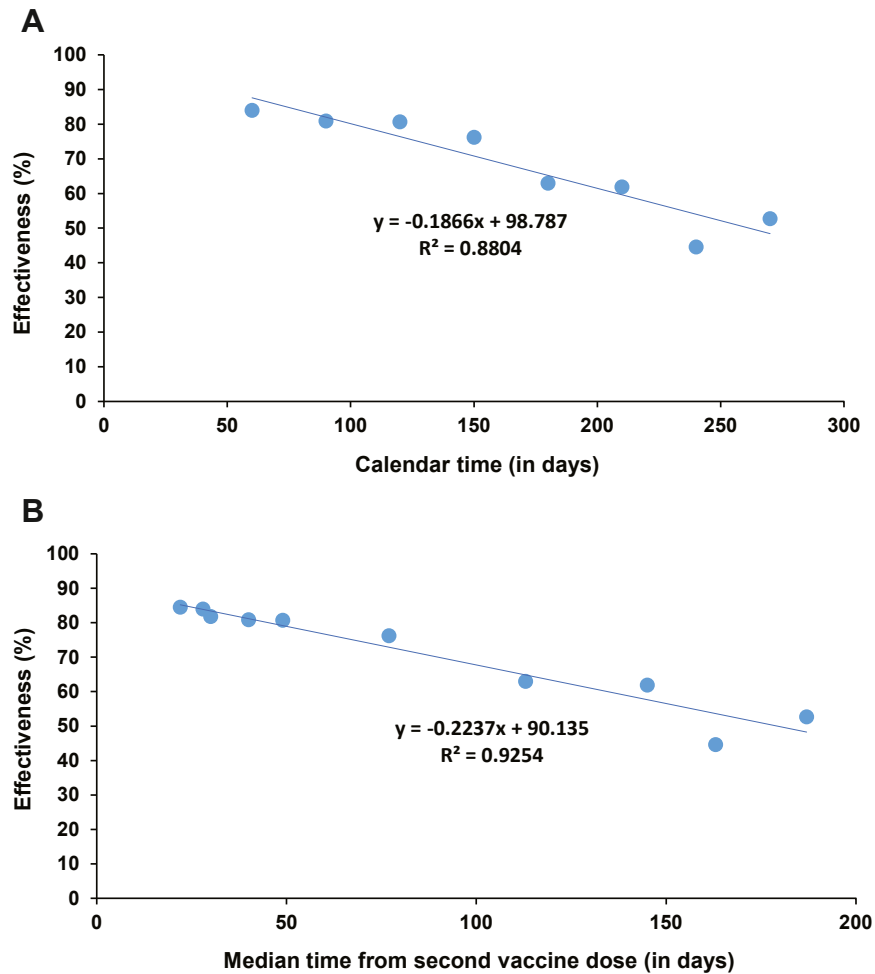 A
100
90
80
70
60
50
40
30
20
10
0
Effectiveness (%)
y = -0.1866x + 98.787
R² = 0.8804
0 50 100 150 200 250 300
Calendar time (in days)
B
100
90
80
70
60
50
40
30
20
10
0
Effectiveness (%)
y = -0.2237x + 90.135
R² = 0.9254
0 50 100 150 200
Median time from second vaccine dose (in days)